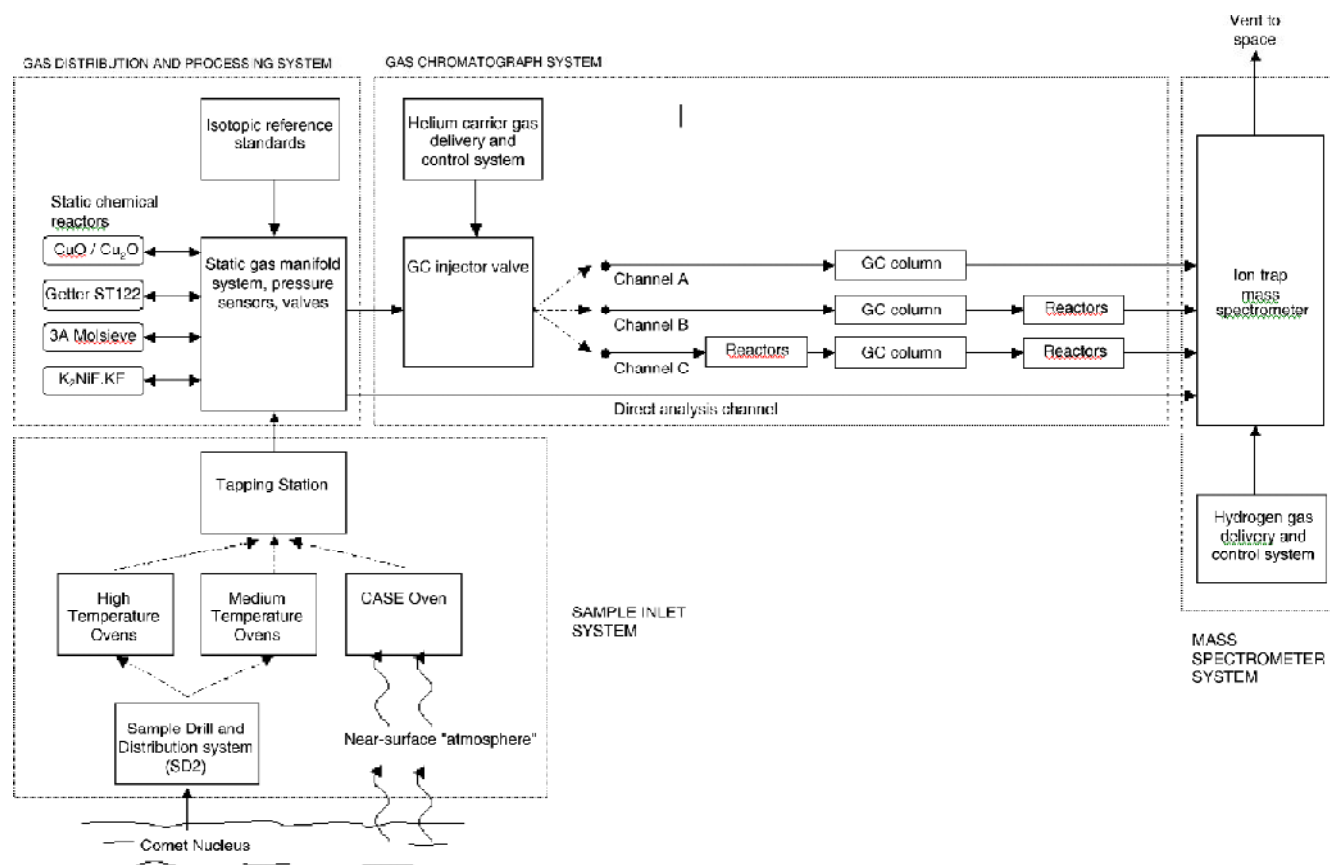 Vent to
space
GAS DISTRIBUTION AND PROCESSING SYSTEM
GAS CHROMATOGRAPH SYSTEM
Isotopic reference
standards
Helium carrier gas
delivery and
control system
Static chemical
reactors
CuO / Cu₂O
Getter ST122
3A Molsieve
K₂NiF.KF
Static gas manifold
system, pressure
sensors, valves
GC injector valve
Channel A
Channel B
Channel C
GC column
GC column
Reactors
Reactors
GC column
Reactors
Direct analysis channel
Ion trap
mass
spectrometer
Tapping Station
Hydrogen gas
delivery and
control system
High
Temperature
Ovens
Medium
Temperature
Ovens
CASE Oven
SAMPLE INLET
SYSTEM
MASS
SPECTROMETER
SYSTEM
Sample Drill and
Distribution system
(SD2)
Near-surface "atmosphere"
Comet Nucleus